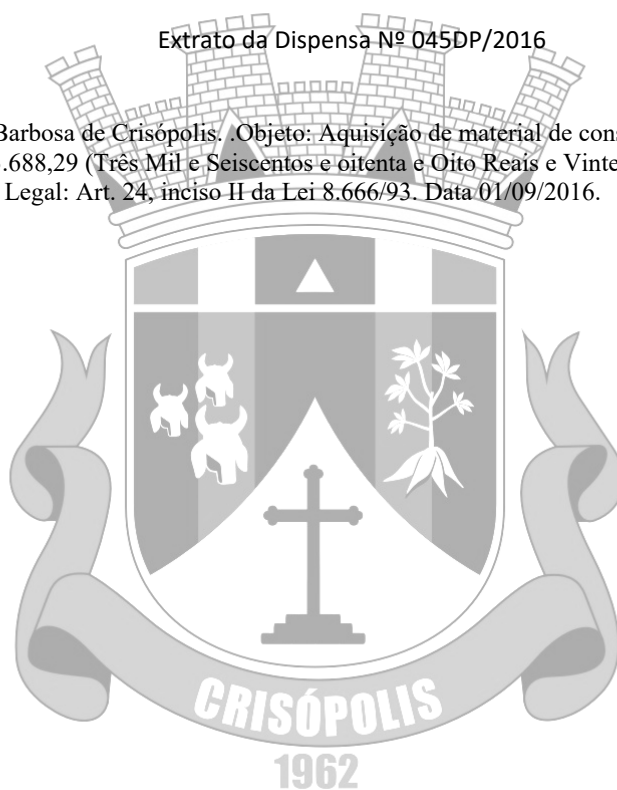 Extrato da Dispensa Nº 045DP/2016
Barbosa de Crisópolis. .Objeto: Aquisição de material de
.688,29 (Três Mil e Seiscentos e oitenta e Oito Reais e Vinte
Legal: Art. 24, inciso II da Lei 8.666/93. Data 01/09/2016.
CRISÓPOLIS
1962